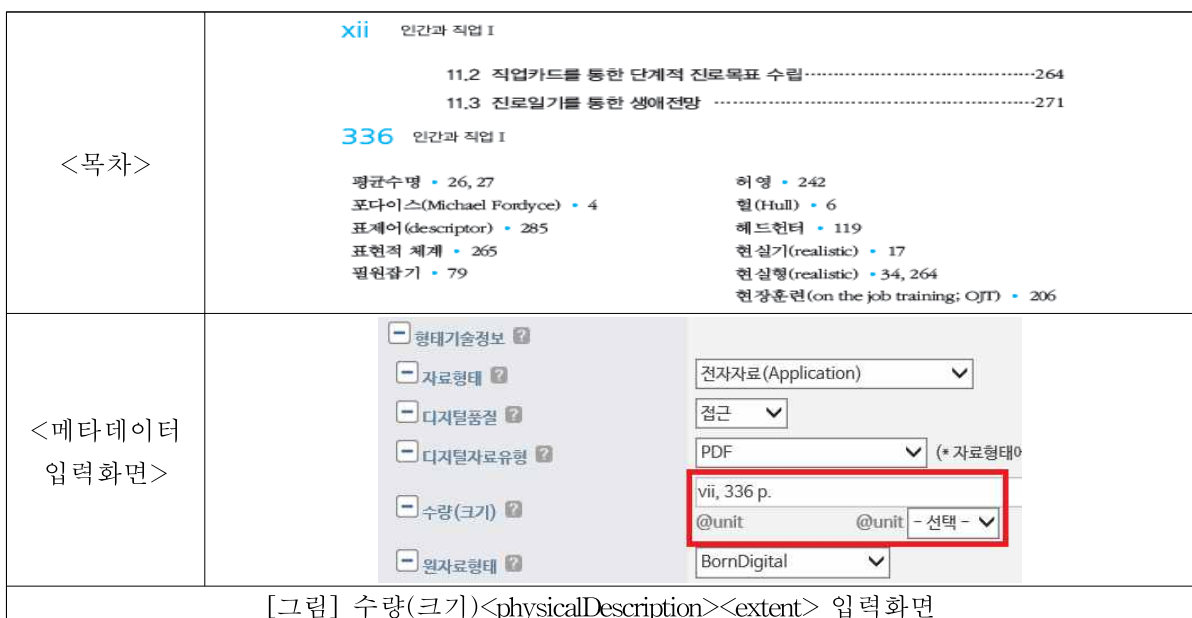 <목차>
xii 인간과 직업 I
11.2 직업카드를 통한 단계적 진로목표 수립······································264
11.3 진로일기를 통한 생애전망 ·····················································271
336 인간과 직업 I
평균수명 • 26, 27
포다이스(Michael Fordyce) • 4
표제어(descriptor) • 285
표현적 체계 • 265
필원잡기 • 79
허영 • 242
헐(Hull) • 6
헤드헌터 • 119
현실기(realistic) • 17
현실형(realistic) • 34, 264
현장훈련(on the job training; OJT) • 206
<메타데이터
입력화면>
형태기술정보 ?
자료형태 ? 전자자료(Application)
디지털품질 ? 접근
디지털자료유형 ? PDF (* 자료형태에
수량(크기) ? vii, 336 p.
@unit @unit - 선택 -
원자료형태 ? BornDigital
[그림] 수량(크기)<physicalDescription><extent> 입력화면